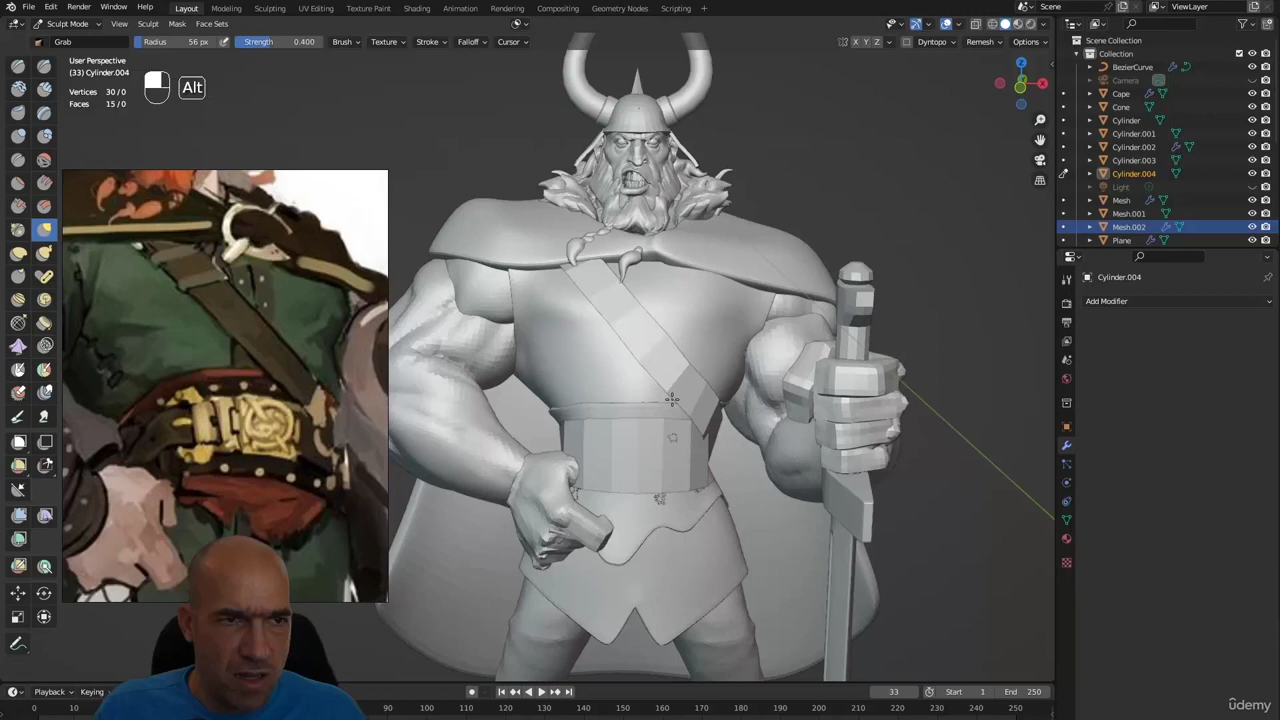 File Edit Render Window Help Layout Modeling Sculpting UV Editing Texture Paint Shading Animation Compositing Geometry Nodes Scripting + Scene ViewLayer
Sculpt Mode View Sculpt Mask Face Sets
Grab Radius 56 px Strength 0.400 Brush Texture Stroke Falloff Cursor X Y Z Dyntopo Remesh Options
User Perspective
(33) Cylinder.004
Vertices 30/0
Faces 15/0
Alt
Scene Collection
Collection
BezierCurve
Camera
Cape
Cone
Cylinder
Cylinder.001
Cylinder.002
Cylinder.003
Cylinder.004
Light
Mesh
Mesh.001
Mesh.002
Plane
Cylinder.004
Add Modifier
Playback Keying 33 Start 1 End 250
0 10 80 90 100 110 120 130 140 150 160 170 180 190 200 210 220 230 240 250
udemy